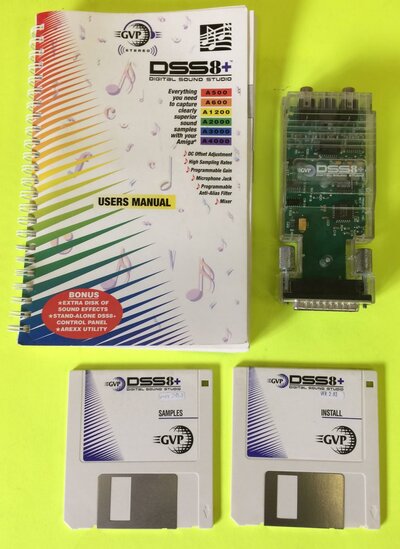 GVP
STEREO
DSS8+
DIGITAL SOUND STUDIO
Everything
you need
to capture
clearly
superior
sound
samples
with your
Amiga®
A500
A600
A1200
A2000
A3000
A4000
DC Offset Adjustment
High Sampling Rates
Programmable Gain
Microphone Jack
Programmable
Anti-Alias Filter
Mixer
USERS MANUAL
BONUS
★EXTRA DISK OF
SOUND EFFECTS
★STAND-ALONE DSS8+
CONTROL PANEL
★AREXX UTILITY
GVP DSS8+
GVP DSS8+
DIGITAL SOUND STUDIO
SAMPLES
GVP
GVP DSS8+
DIGITAL SOUND STUDIO
INSTALL
GVP